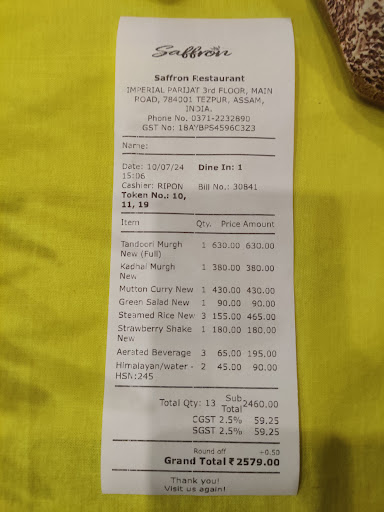 Saffron
Saffron Restaurant
IMPERIAL PARIJAT 3rd FLOOR, MAIN
ROAD, 784001 TEZPUR, ASSAM,
INDIA.
Phone No. 0371-2232890
GST No: 18AYBPS4596C3Z3
Name:
Date: 10/07/24 Dine In: 1
15:06
Cashier: RIPON Bill No.: 30841
Token No.: 10,
11, 19
Item Qty. Price Amount
Tandoori Murgh 1 630.00 630.00
New (Full)
Kadhai Murgh 1 380.00 380.00
New
Mutton Curry New 1 430.00 430.00
Green Salad New 1 90.00 90.00
Steamed Rice New 3 155.00 465.00
Strawberry Shake 1 180.00 180.00
New
Aerated Beverage 3 65.00 195.00
Himalayan/water - 2 45.00 90.00
HSN:245
Total Qty: 13 Sub Total 2460.00
CGST 2.5% 59.25
SGST 2.5% 59.25
Round off +0.50
Grand Total ₹2579.00
Thank you!
Visit us again!